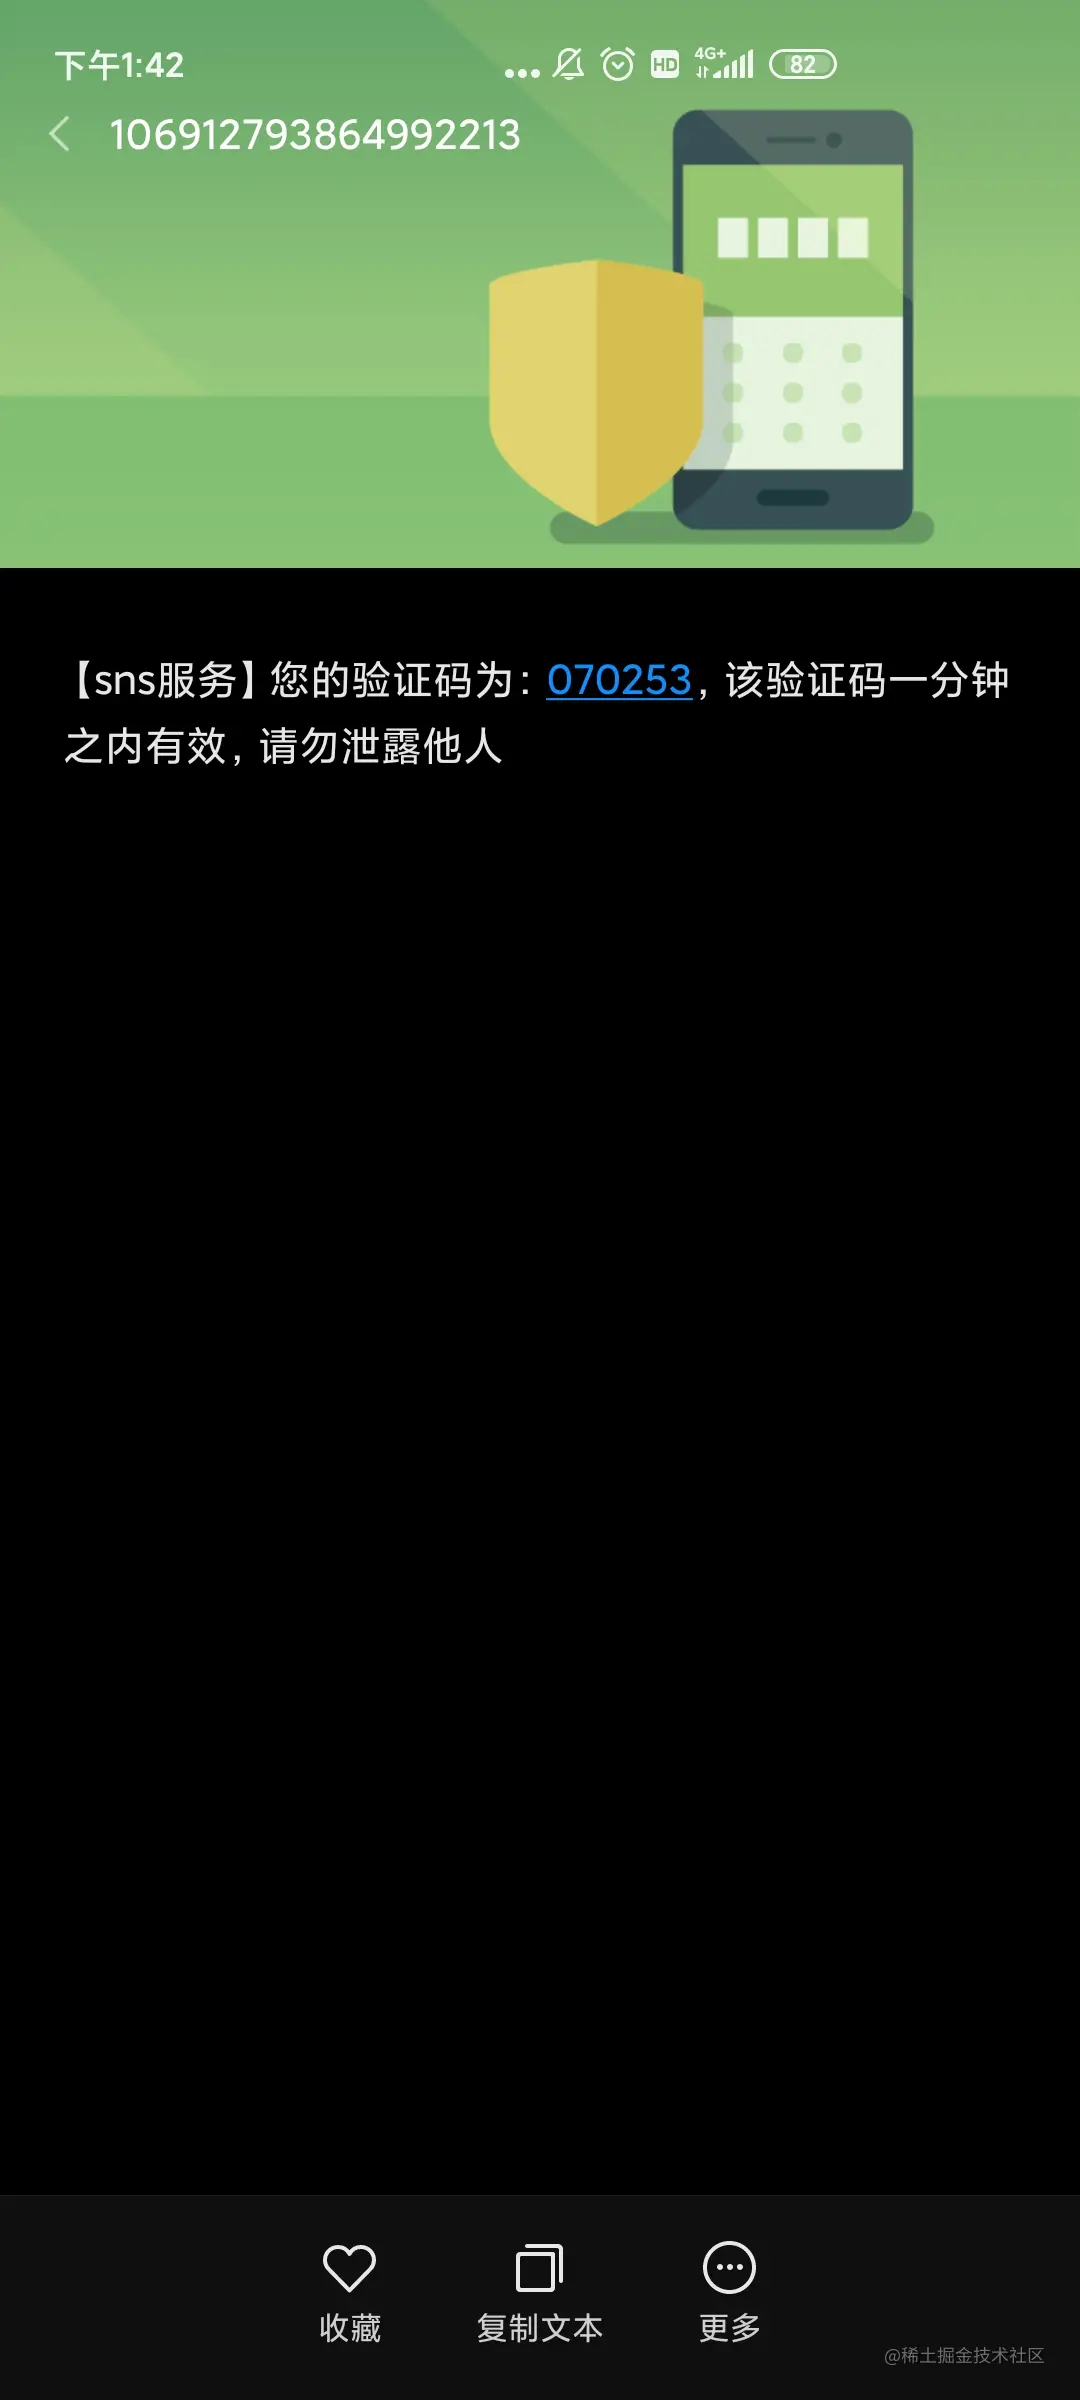 下午1:42
HD 4G+ 82
106912793864992213
【sns服务】您的验证码为：070253，该验证码一分钟
之内有效，请勿泄露他人
收藏 复制文本 更多
@稀土掘金技术社区